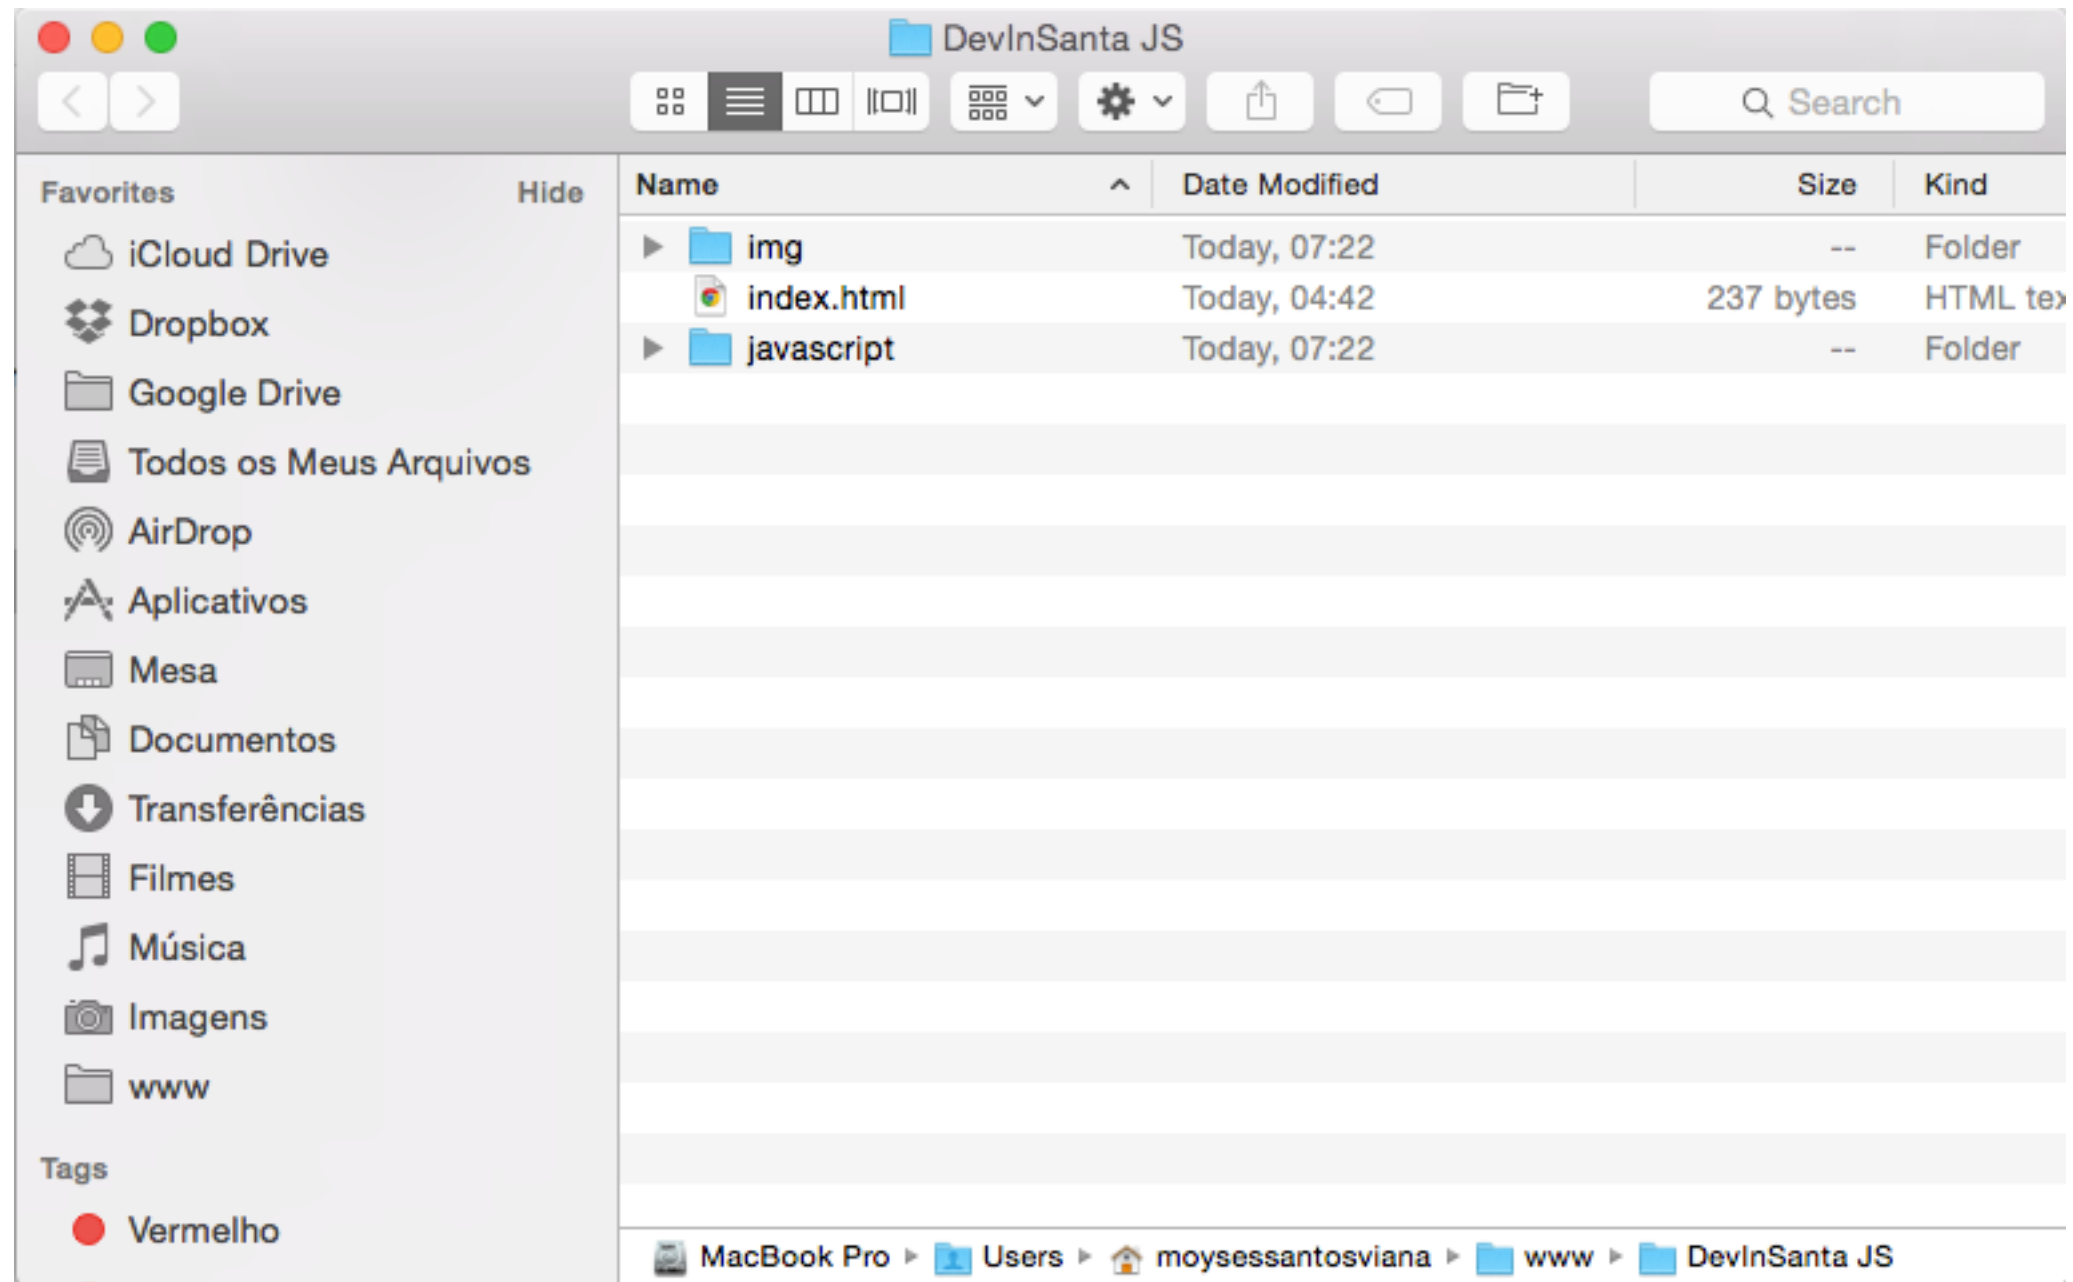 DevInSanta JS
Search
Favorites Hide
iCloud Drive
Dropbox
Google Drive
Todos os Meus Arquivos
AirDrop
Aplicativos
Mesa
Documentos
Transferências
Filmes
Música
Imagens
www
Tags
Vermelho
Name Date Modified Size Kind
img Today, 07:22 -- Folder
index.html Today, 04:42 237 bytes HTML tex
javascript Today, 07:22 -- Folder
MacBook Pro Users moysessantosviana www DevInSanta JS